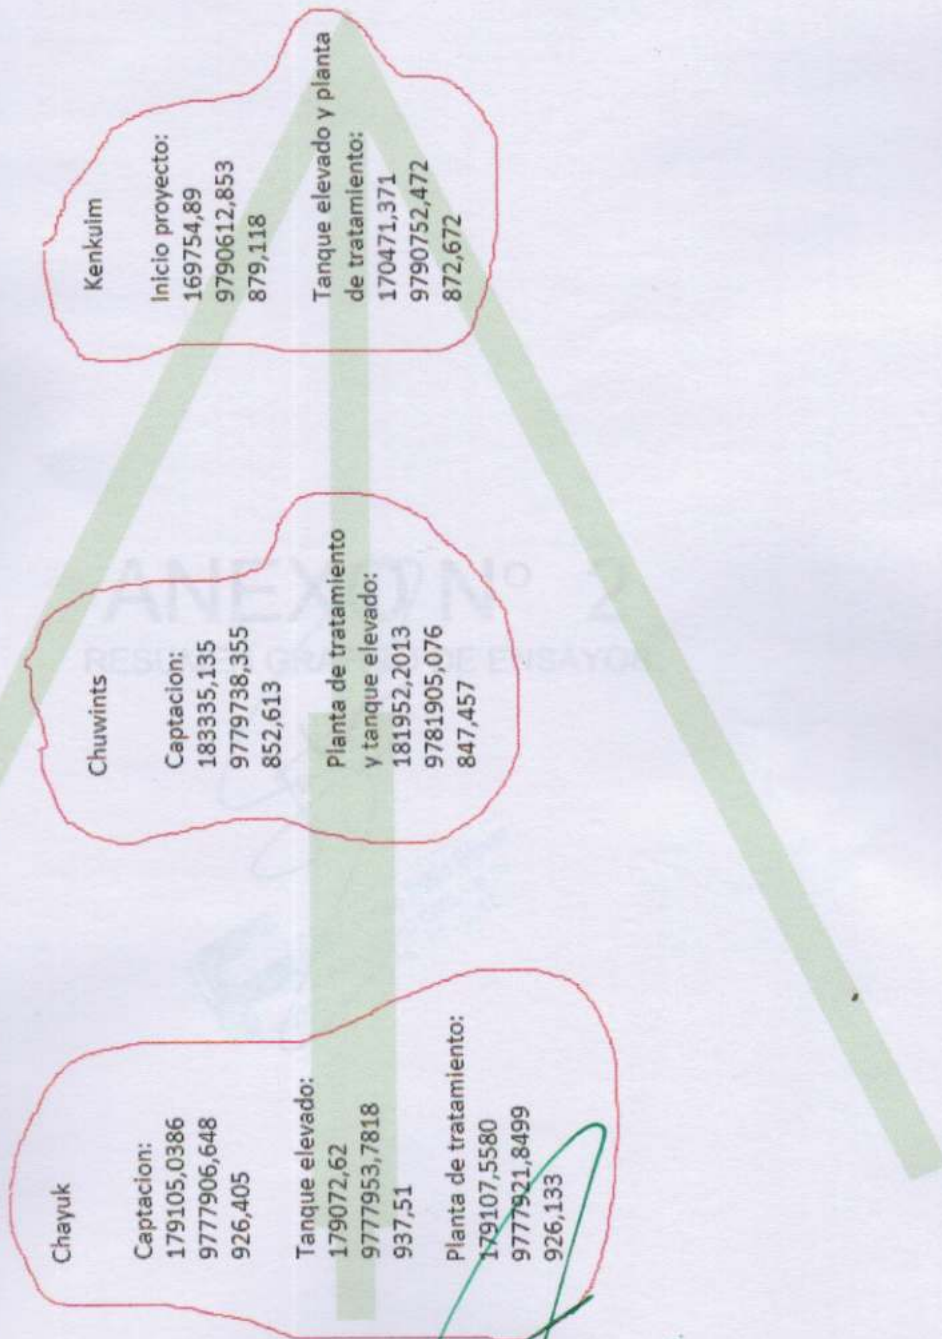 Chayuk
Captacion:
179105,0386
9777906,648
926,405
Tanque elevado:
179072,62
9777953,7818
937,51
Planta de tratamiento:
179107,5580
9777921,8499
926,133
Chuwints
Captacion:
183335,135
9779738,355
852,613
Planta de tratamiento
y tanque elevado:
181952,2013
9781905,076
847,457
Kenkuim
Inicio proyecto:
169754,89
9790612,853
879,118
Tanque elevado y planta
de tratamiento:
170471,371
9790752,472
872,672
ANEXO Nº 2
DE ENSAYOS